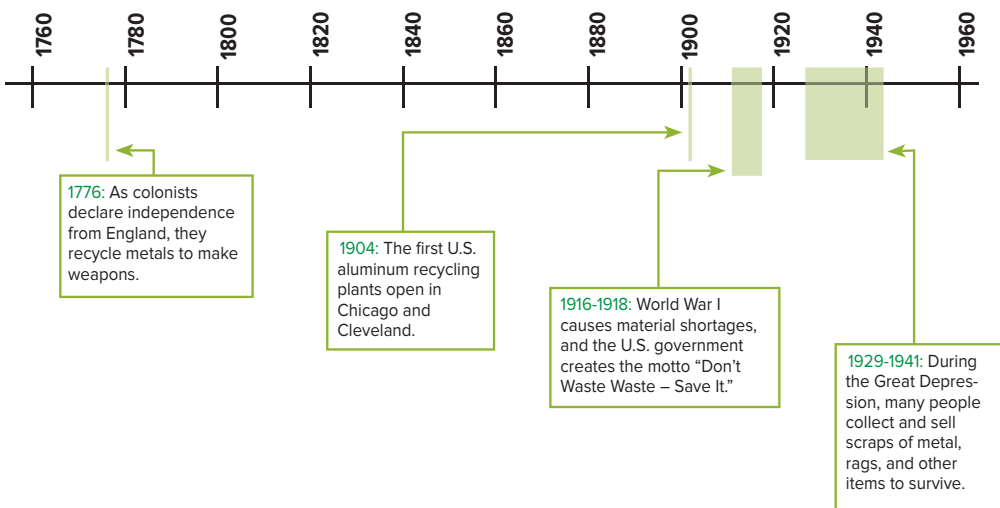 1760
1780
1800
1820
1840
1860
1880
1900
1920
1940
1960
1776: As colonists
declare independence
from England, they
recycle metals to make
weapons.
1904: The first U.S.
aluminum recycling
plants open in
Chicago and
Cleveland.
1916-1918: World War I
causes material shortages,
and the U.S. government
creates the motto “Don’t
Waste Waste – Save It.”
1929-1941: During
the Great Depres-
sion, many people
collect and sell
scraps of metal,
rags, and other
items to survive.